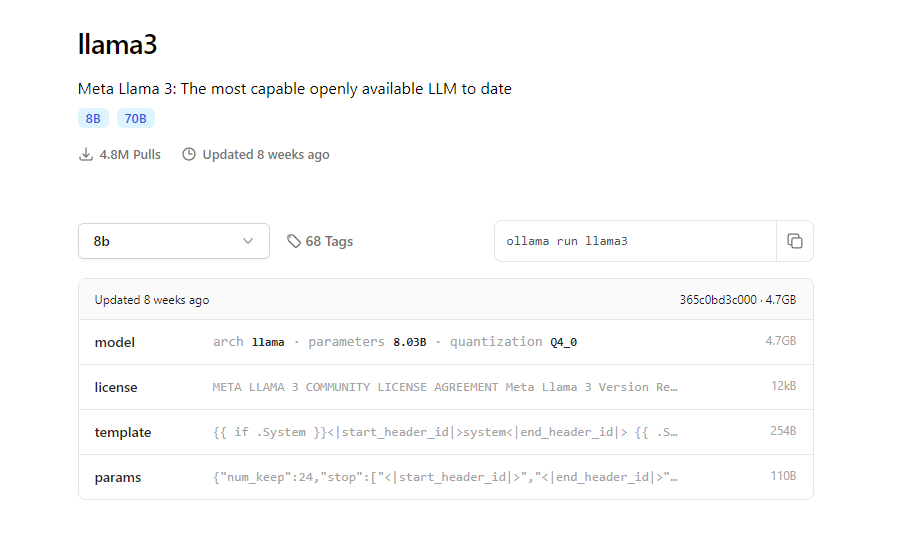 llama3
Meta Llama 3: The most capable openly available LLM to date
8B 70B
4.8M Pulls Updated 8 weeks ago
8b 68 Tags ollama run llama3
Updated 8 weeks ago 365c0bd3c000 · 4.7GB
model arch llama · parameters 8.03B · quantization Q4_0 4.7GB
license META LLAMA 3 COMMUNITY LICENSE AGREEMENT Meta Llama 3 Version Re… 12kB
template {{ if .System }}<|start_header_id|>system<|end_header_id|> {{ .S… 254B
params {"num_keep":24,"stop":["<|start_header_id|>","<|end_header_id|>"… 110B